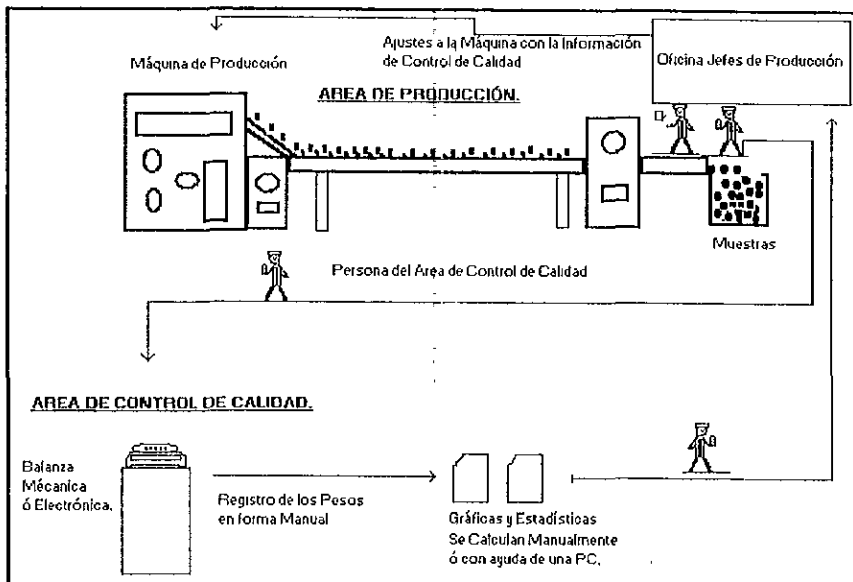 Ajustes a la Máquina con la Información
de Control de Calidad
Oficina Jefes de Producción
Máquina de Producción
AREA DE PRODUCCIÓN.
Muestras
Persona del Area de Control de Calidad
AREA DE CONTROL DE CALIDAD.
Balanza
Mécanica
ó Electrónica.
Registro de los Pesos
en forma Manual
Gráficas y Estadísticas
Se Calculan Manualmente
ó con ayuda de una PC.